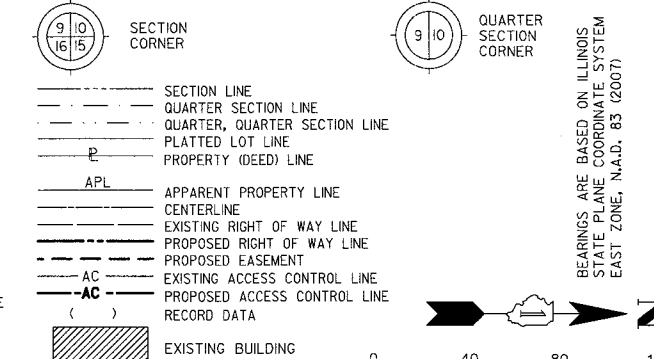 9 10
16 15
SECTION
CORNER
9 10
QUARTER
SECTION
CORNER
SECTION LINE
QUARTER SECTION LINE
QUARTER, QUARTER SECTION LINE
PLATTED LOT LINE
PROPERTY (DEED) LINE
APL
APPARENT PROPERTY LINE
CENTERLINE
EXISTING RIGHT OF WAY LINE
PROPOSED RIGHT OF WAY LINE
PROPOSED EASEMENT
AC EXISTING ACCESS CONTROL LINE
AC PROPOSED ACCESS CONTROL LINE
( ) RECORD DATA
EXISTING BUILDING
BEARINGS ARE BASED ON ILLINOIS
STATE PLANE COORDINATE SYSTEM
EAST ZONE, N.A.D. 83 (2007)